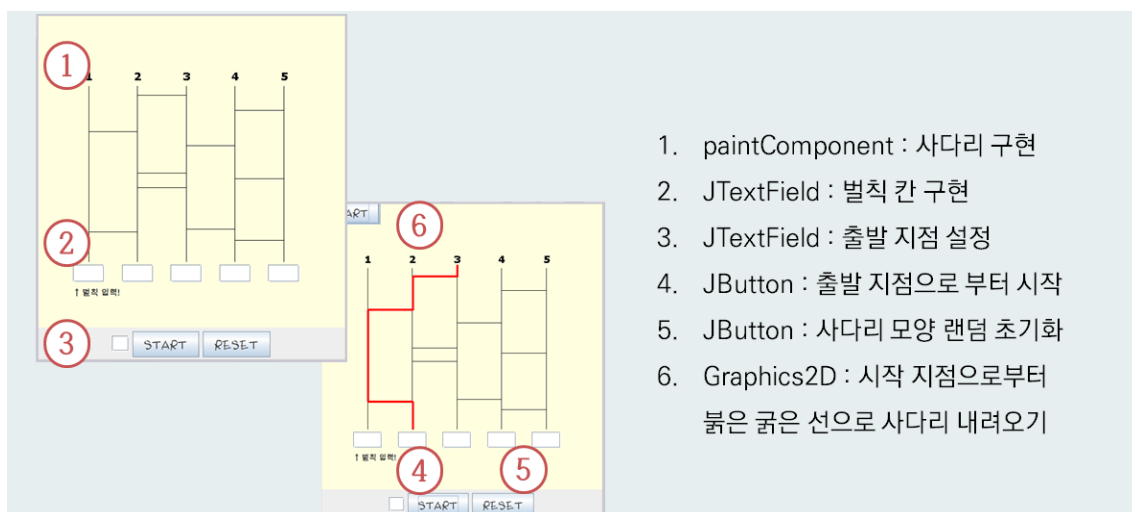 1
1 2 3 4 5
2
↑ 벌칙 입력!
3
START RESET
ART
6
1 2 3 4 5
↑ 벌칙 입력!
4
5
START RESET
1. paintComponent : 사다리 구현
2. JTextField : 벌칙 칸 구현
3. JTextField : 출발 지점 설정
4. JButton : 출발 지점으로 부터 시작
5. JButton : 사다리 모양 랜덤 초기화
6. Graphics2D : 시작 지점으로부터
붉은 굵은 선으로 사다리 내려오기